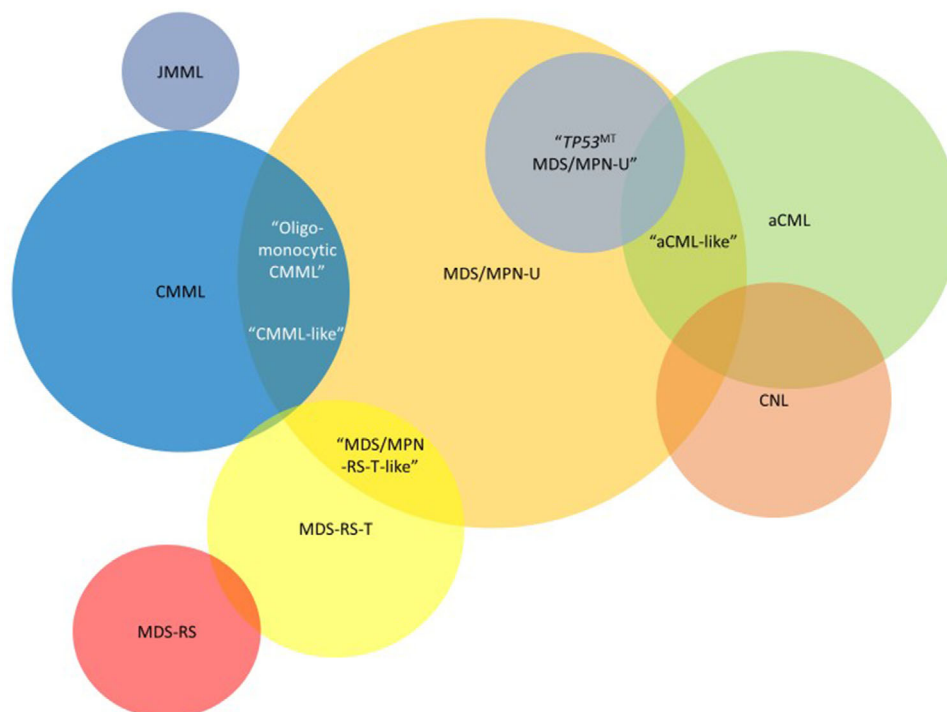 JMML
“TP53MT
MDS/MPN-U”
aCML
“Oligo-
monocytic
CMML”
“aCML-like”
MDS/MPN-U
CMML
“CMML-like”
CNL
“MDS/MPN
-RS-T-like”
MDS-RS-T
MDS-RS